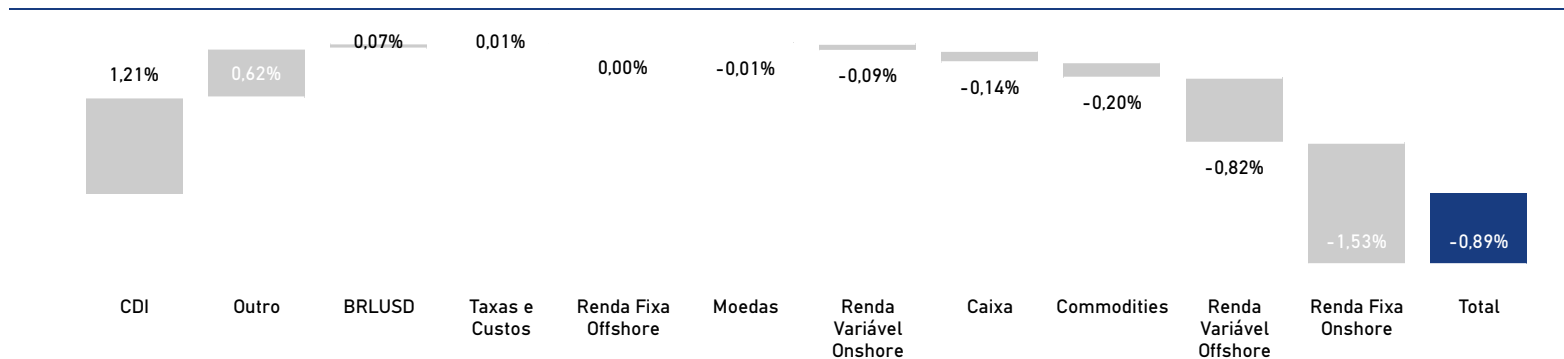 1,21%
0,62%
0,07%
0,01%
0,00%
-0,01%
-0,09%
-0,14%
-0,20%
-0,82%
-1,53%
-0,89%
CDI
Outro
BRLUSD
Taxas e
Custos
Renda Fixa
Offshore
Moedas
Renda
Variável
Onshore
Caixa
Commodities
Renda
Variável
Offshore
Renda Fixa
Onshore
Total